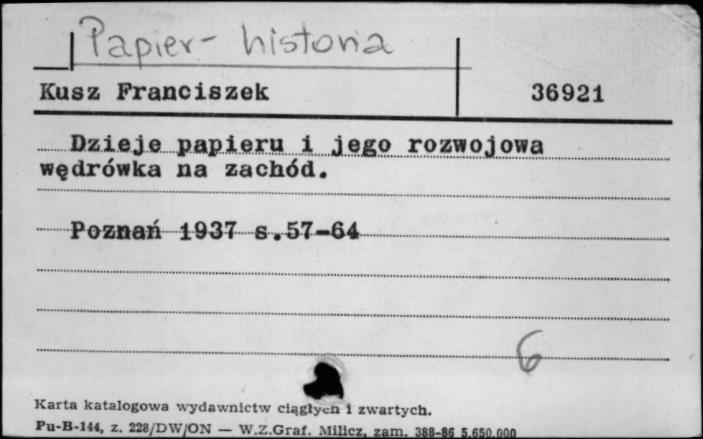 Papier - historia
Kusz Franciszek 36921
Dzieje papieru i jego rozwojowa
wędrówka na zachód.
Poznań 1937 s.57-64
6
Karta katalogowa wydawnictw ciągłych i zwartych.
Pu-B-144, z. 228/DW/ON — W.Z.Graf. Milicz, zam. 388-86 5.650.000